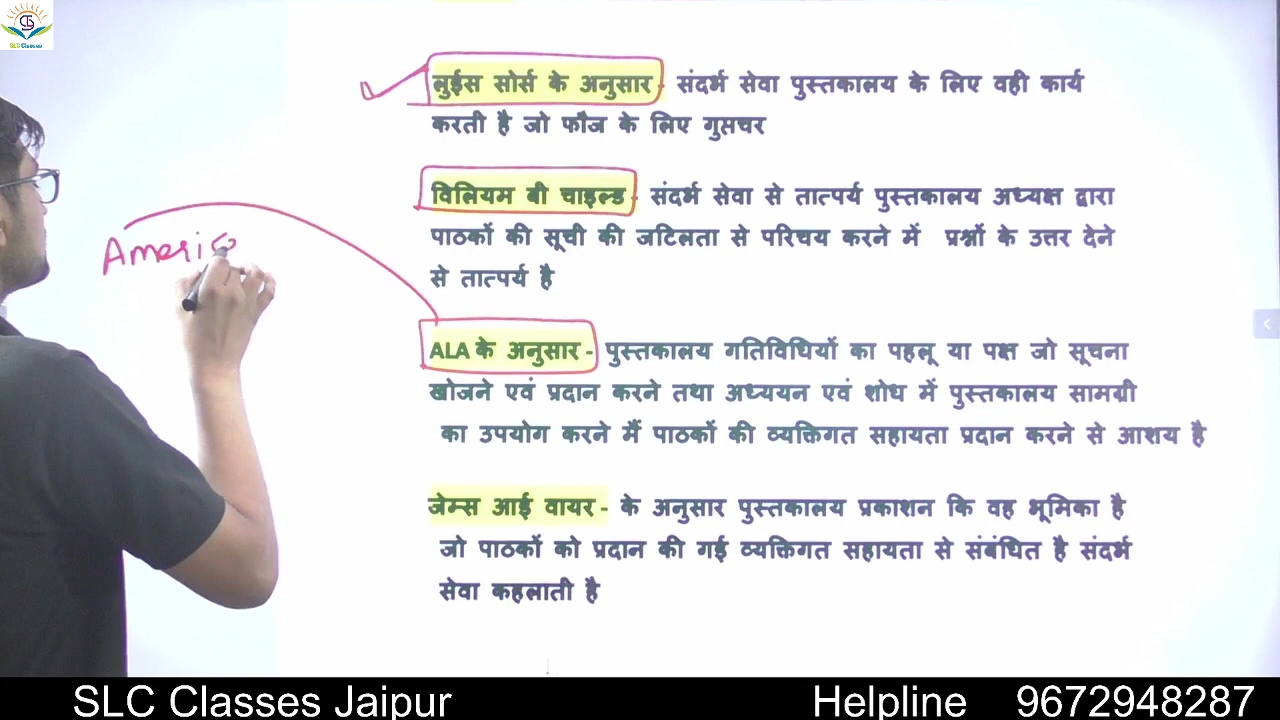 SLC Classes
लुईस सोर्स के अनुसार- संदर्भ सेवा पुस्तकालय के लिए वही कार्य
करती है जो फौज के लिए गुप्तचर
विलियम बी चाइल्ड- संदर्भ सेवा से तात्पर्य पुस्तकालय अध्यक्ष द्वारा
पाठकों की सूची की जटिलता से परिचय करने में प्रश्नों के उत्तर देने
से तात्पर्य है
Americ
ALA के अनुसार- पुस्तकालय गतिविधियों का पहलू या पक्ष जो सूचना
खोजने एवं प्रदान करने तथा अध्ययन एवं शोध में पुस्तकालय सामग्री
का उपयोग करने मैं पाठकों की व्यक्तिगत सहायता प्रदान करने से आशय है
जेम्स आई वायर- के अनुसार पुस्तकालय प्रकाशन कि वह भूमिका है
जो पाठकों को प्रदान की गई व्यक्तिगत सहायता से संबंधित है संदर्भ
सेवा कहलाती है
SLC Classes Jaipur Helpline 9672948287